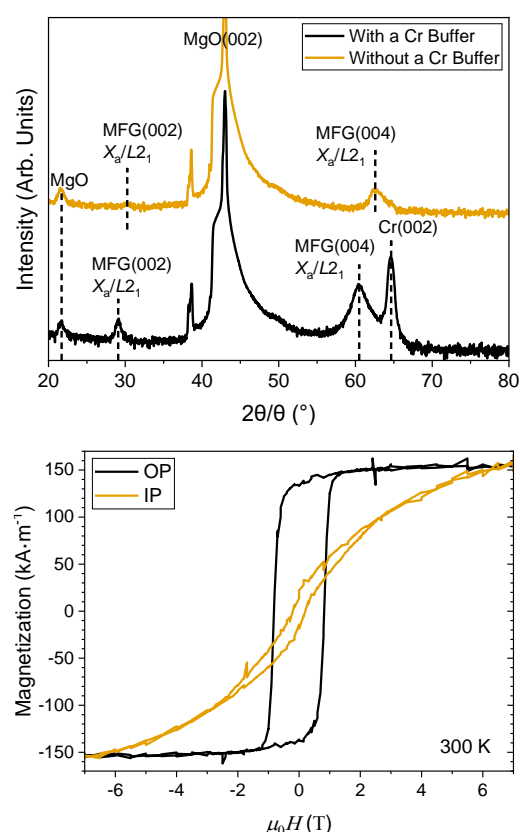 With a Cr Buffer
Without a Cr Buffer
MgO(002)
MFG(002)
Xa/L21
MFG(004)
Xa/L21
MgO
Cr(002)
MFG(004)
Xa/L21
MFG(002)
Xa/L21
Intensity (Arb. Units)
20 30 40 50 60 70 80
2θ/θ (°)
OP
IP
150
100
50
0
-50
-100
-150
Magnetization (kA·m-1)
300 K
-6 -4 -2 0 2 4 6
μ0H (T)